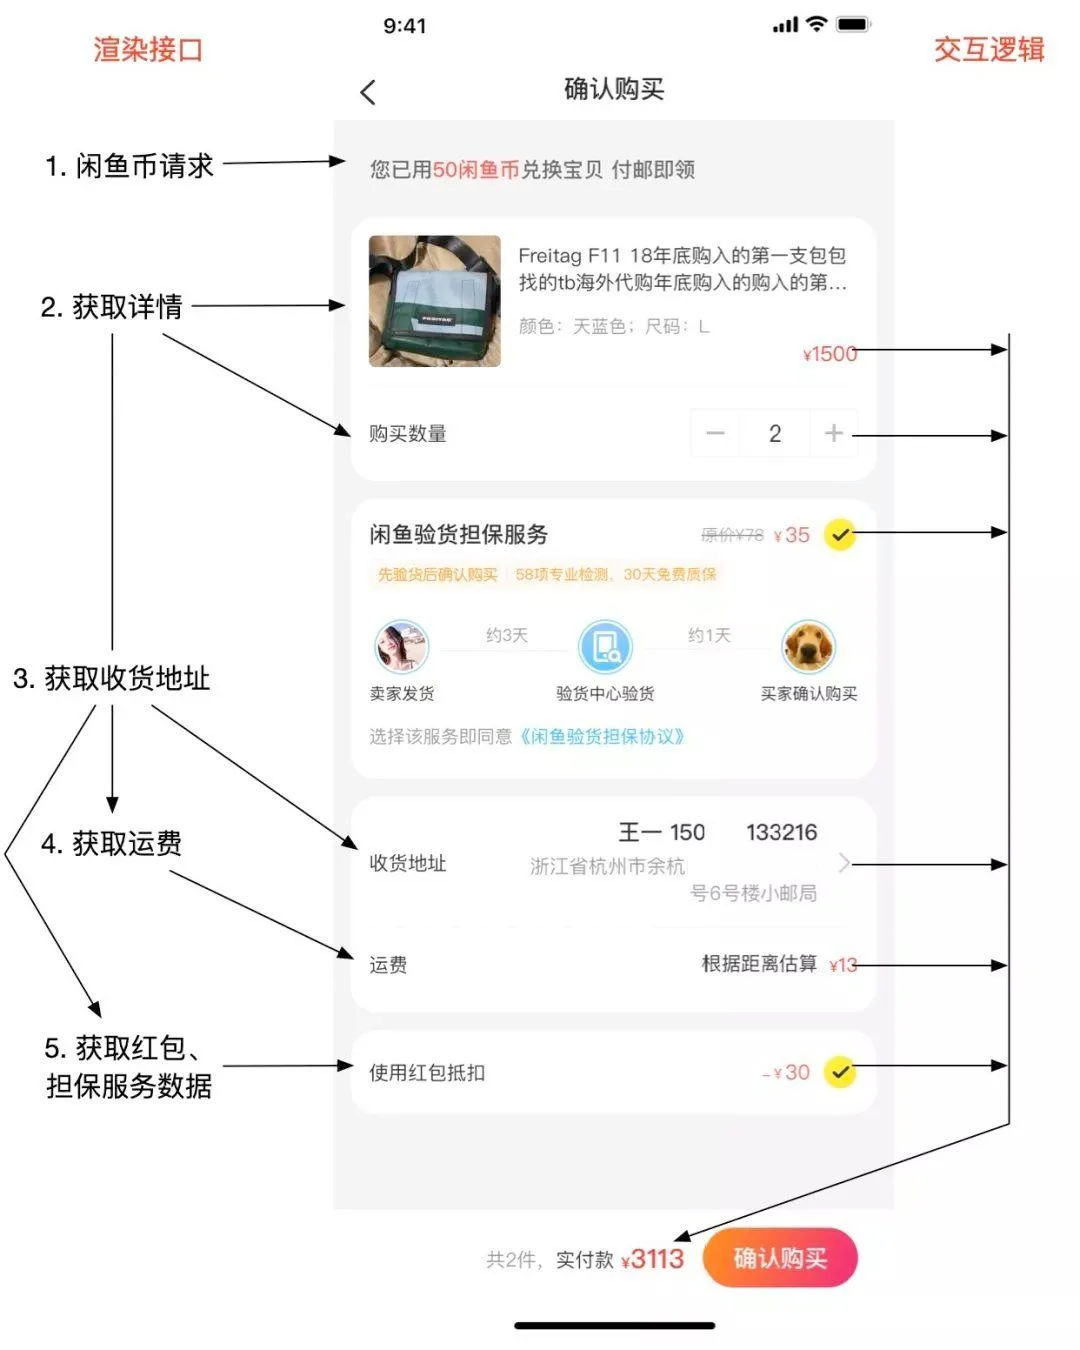 9:41
渲染接口
交互逻辑
确认购买
1. 闲鱼币请求
您已用50闲鱼币兑换宝贝 付邮即领
2. 获取详情
FREITAG
Freitag F11 18年底购入的第一支包包
找的tb海外代购年底购入的购入的第...
颜色：天蓝色；尺码：L
¥1500
购买数量
2
闲鱼验货担保服务
原价¥78 ¥35
先验货后确认购买 58项专业检测，30天免费质保
约3天
约1天
卖家发货
验货中心验货
买家确认购买
选择该服务即同意《闲鱼验货担保协议》
3. 获取收货地址
4. 获取运费
收货地址
王一 150 133216
浙江省杭州市余杭
号6号楼小邮局
运费
根据距离估算 ¥13
5. 获取红包、
担保服务数据
使用红包抵扣
-¥30
共2件，实付款 ¥3113
确认购买